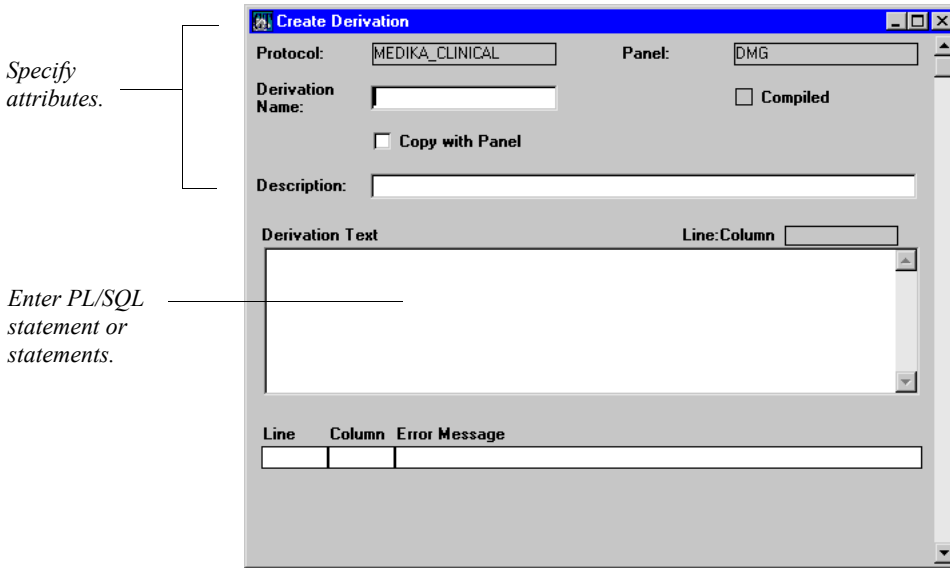 Create Derivation
Protocol: MEDIKA_CLINICAL Panel: DMG
Specify
attributes.
Derivation
Name:
Compiled
Copy with Panel
Description:
Derivation Text Line:Column
Enter PL/SQL
statement or
statements.
Line Column Error Message